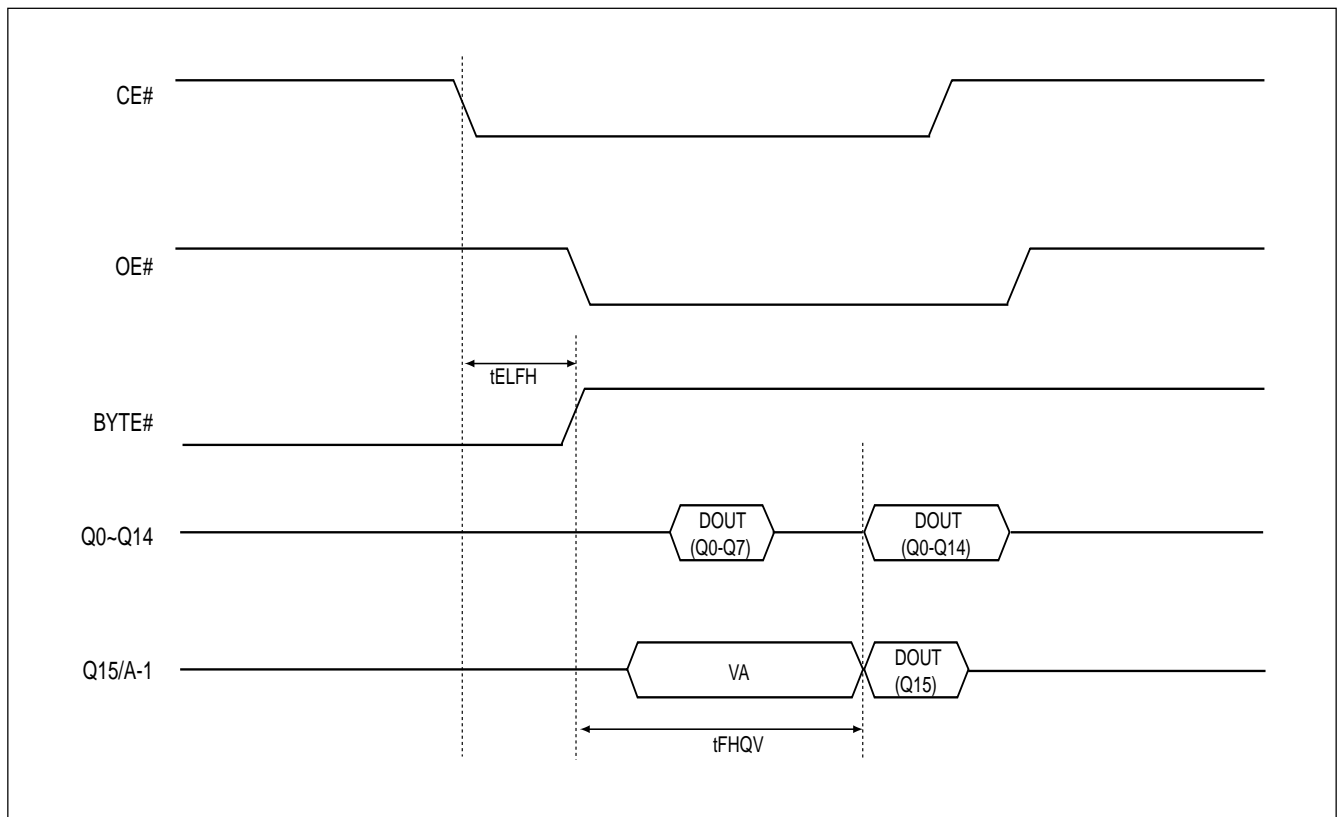 CE#
OE#
tELFH
BYTE#
Q0~Q14
DOUT
(Q0-Q7)
DOUT
(Q0-Q14)
Q15/A-1
VA
DOUT
(Q15)
tFHQV